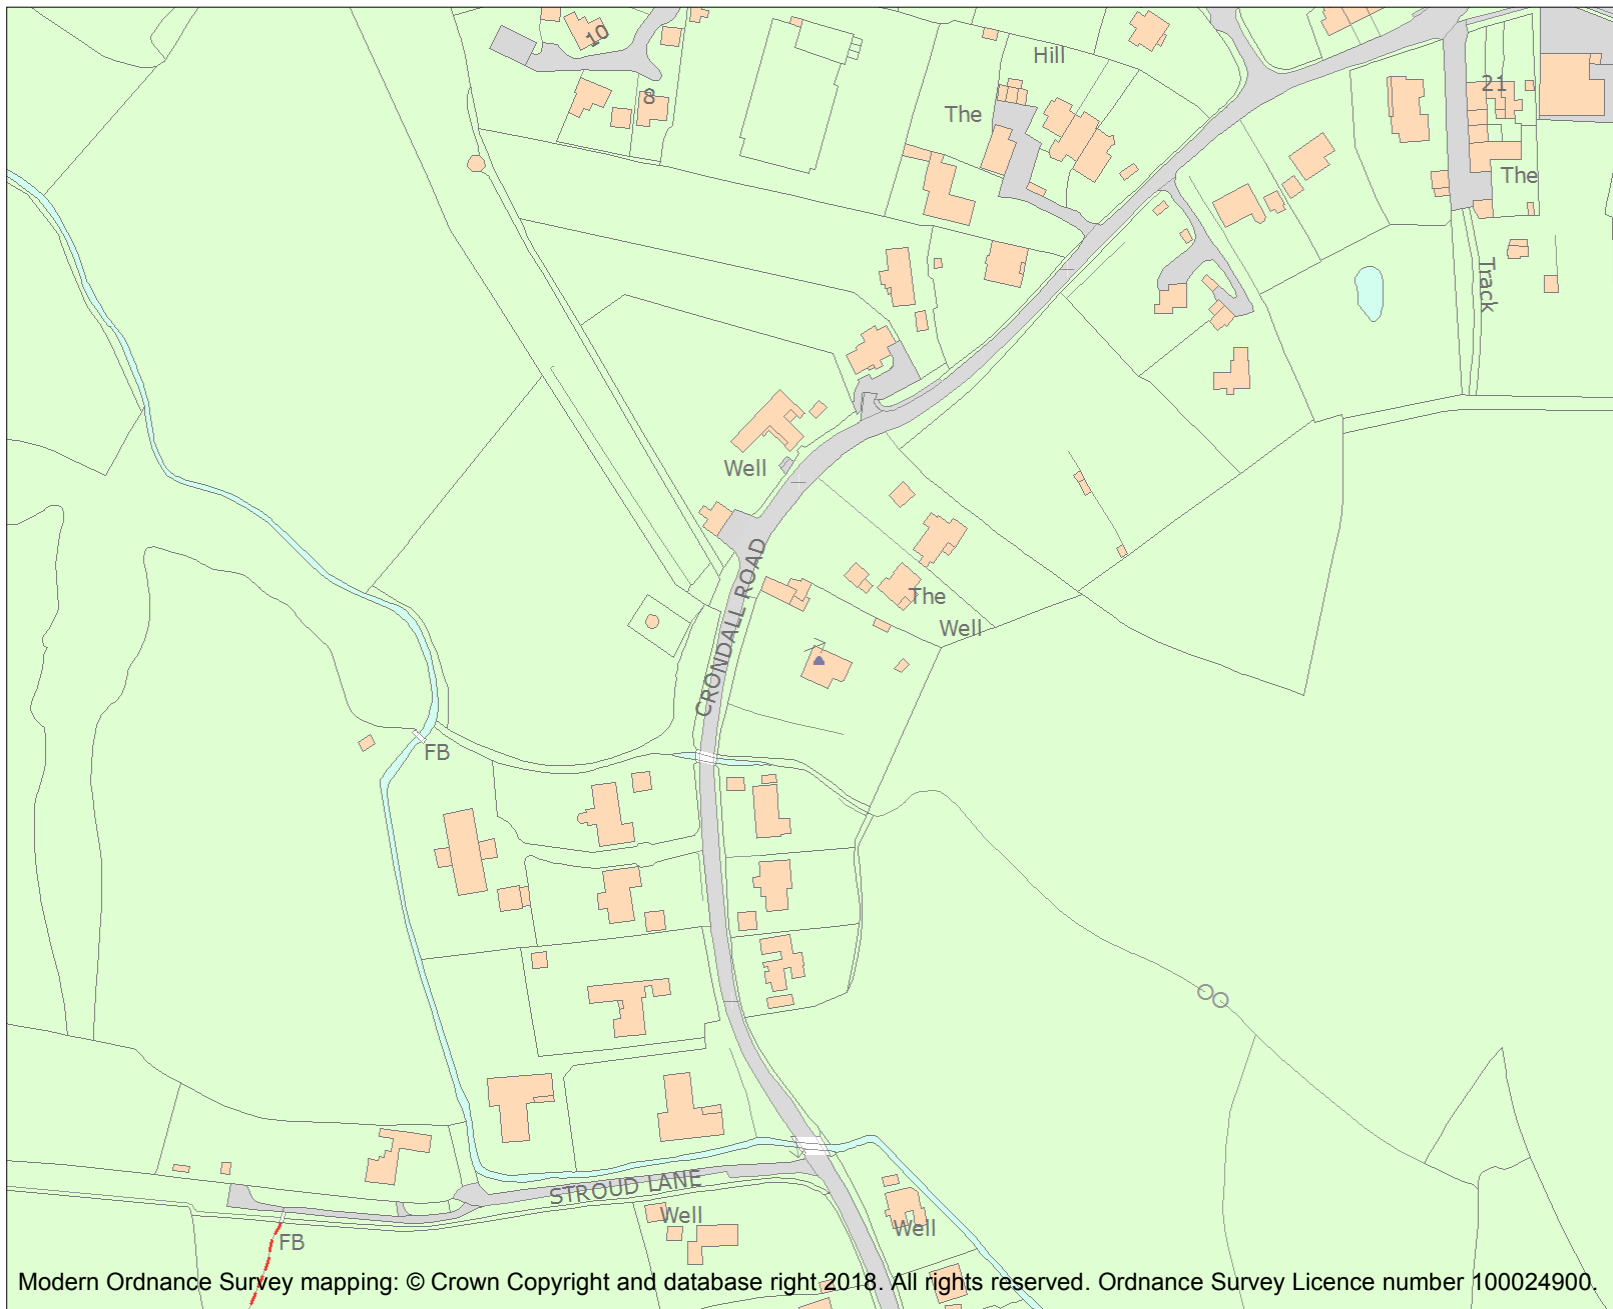 10
Hill
8
21
The
The
Track
Well
CRONDALL ROAD
The
Well
7
FB
STROUD LANE
Well
Well
FB
Modern Ordnance Survey mapping: © Crown Copyright and database right 2018. All rights reserved. Ordnance Survey Licence number 100024900.